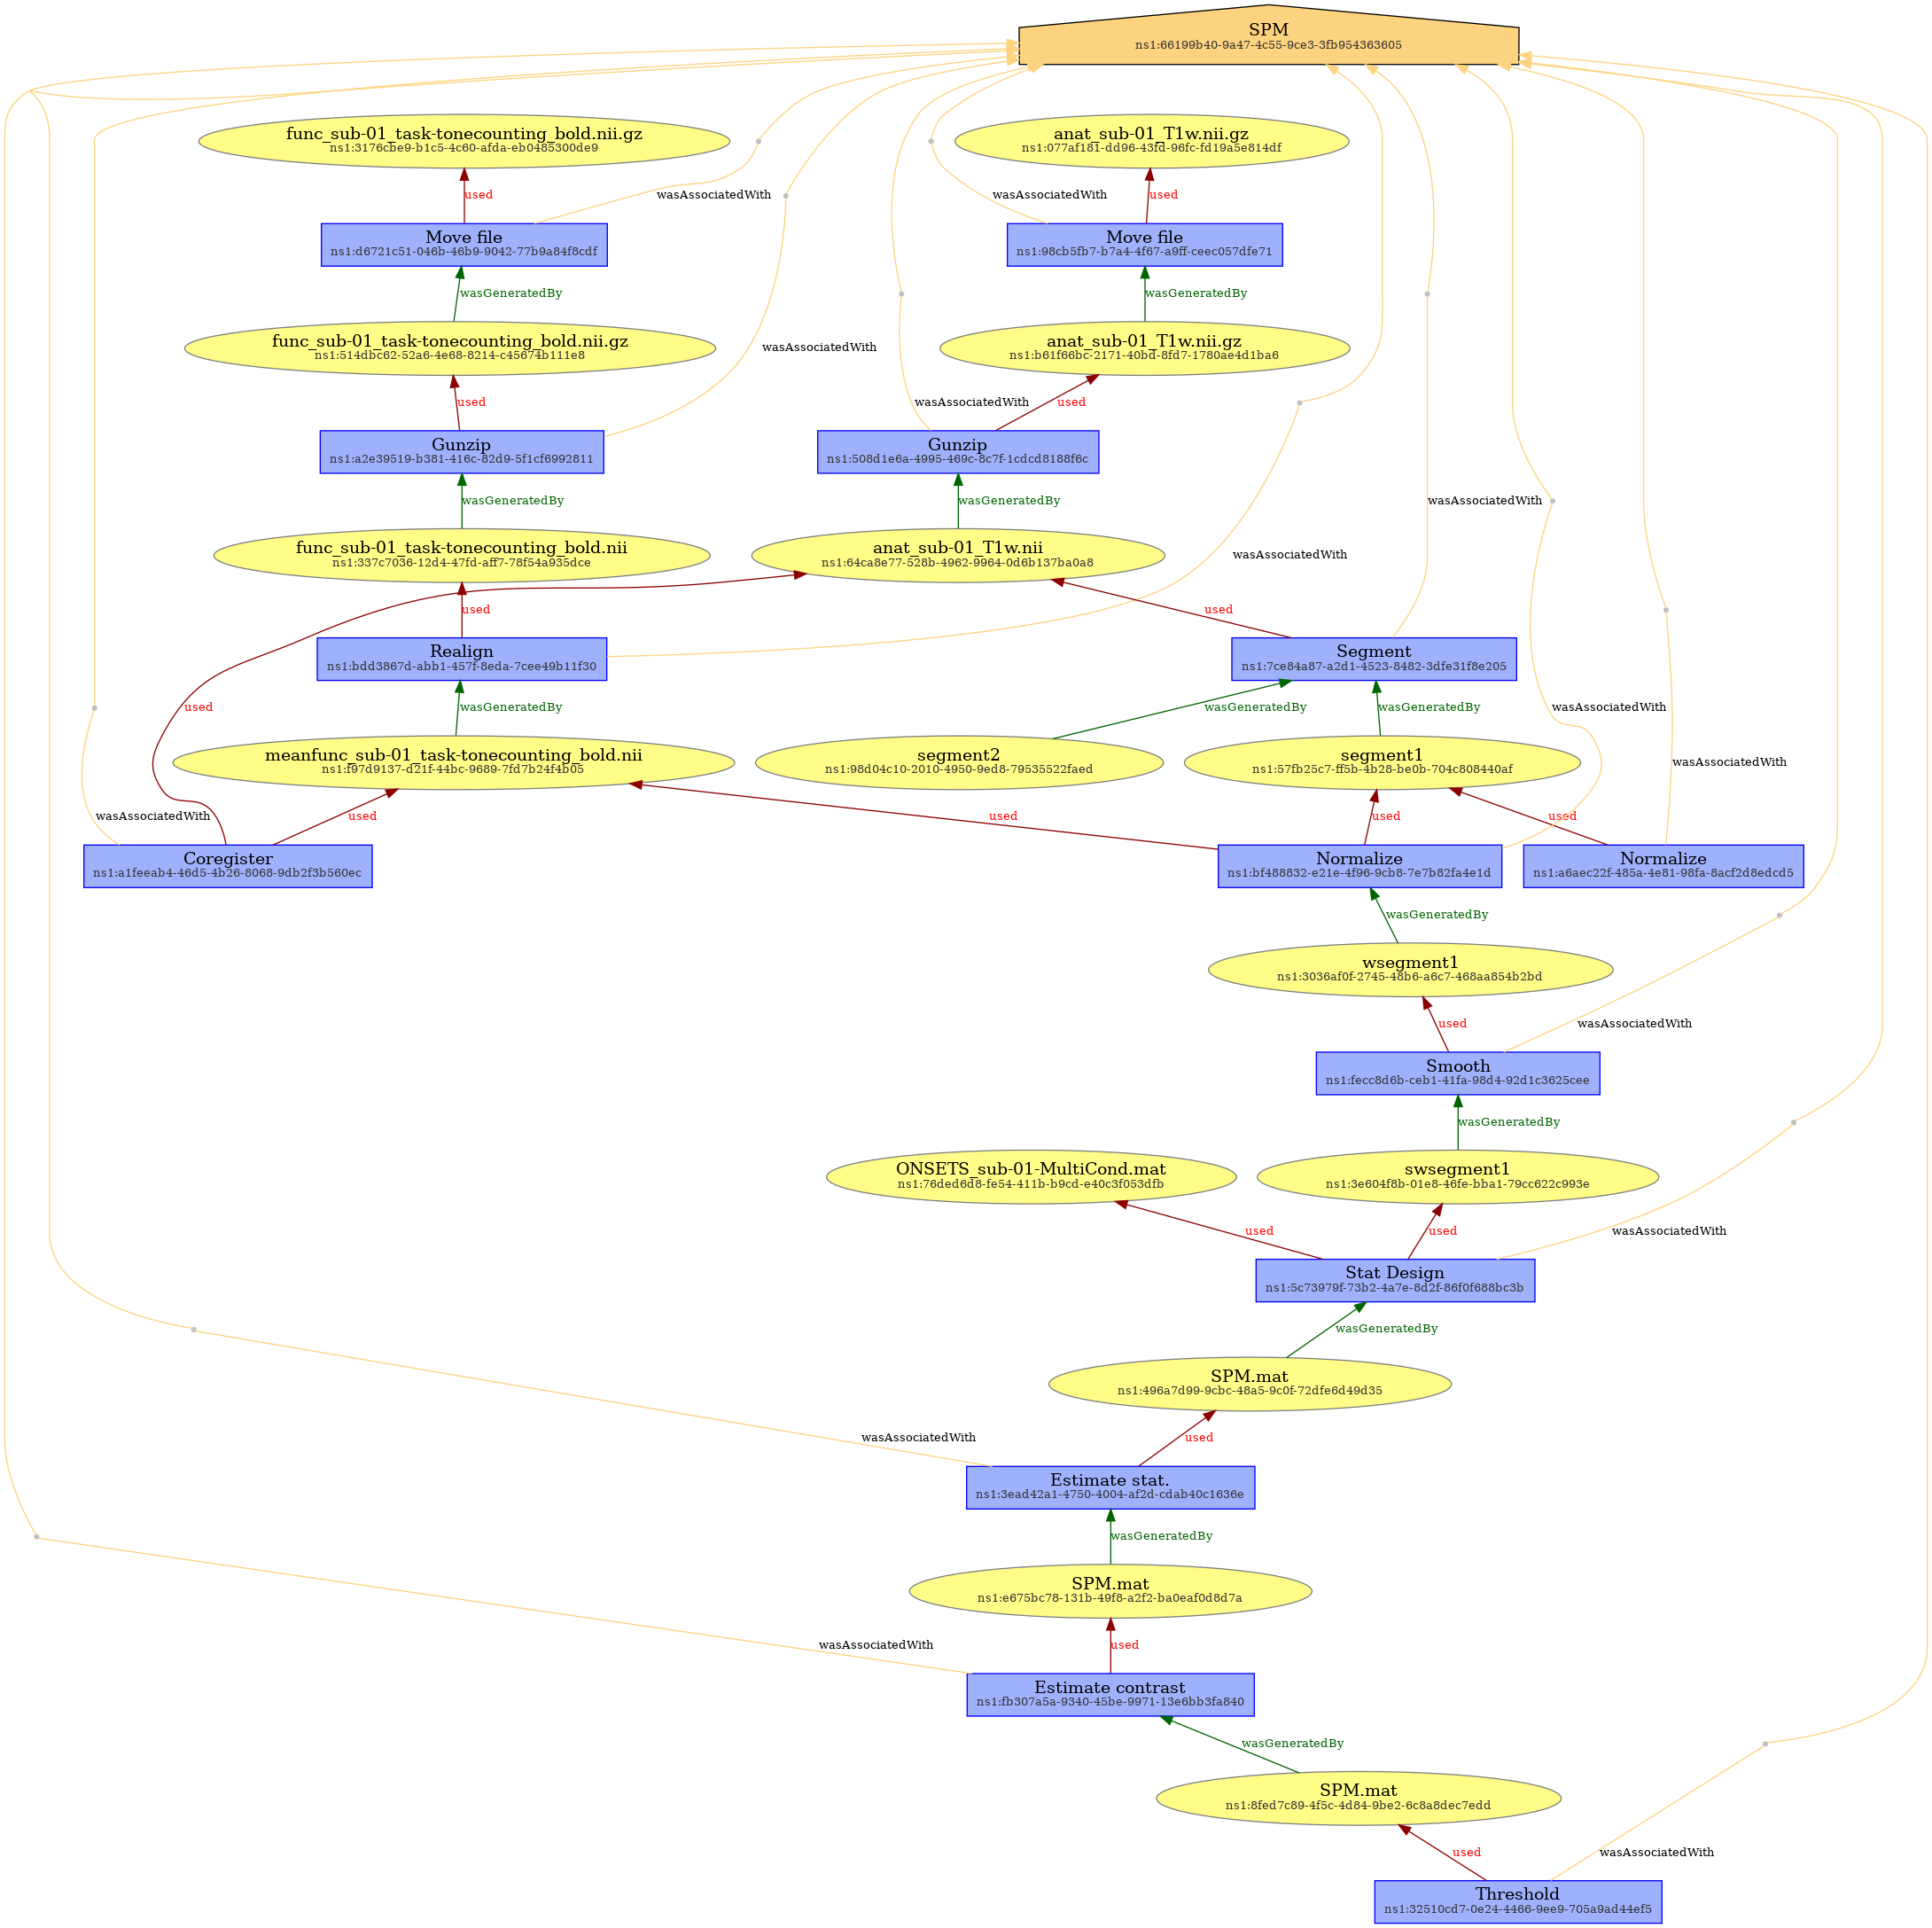 SPM
ns1:66199b40-9a47-4c55-9ce3-3fb954363605
func_sub-01_task-tonecounting_bold.nii.gz
ns1:3176cbe9-b1c5-4c60-afda-eb0485300de9
anat_sub-01_T1w.nii.gz
ns1:077af181-dd96-43fd-96fc-fd19a5e814df
used
wasAssociatedWith
wasAssociatedWith
used
Move file
ns1:d6721c51-046b-46b9-9042-77b9a84f8cdf
Move file
ns1:98cb5fb7-b7a4-4f67-a9ff-ceec057dfe71
wasGeneratedBy
wasGeneratedBy
func_sub-01_task-tonecounting_bold.nii.gz
ns1:514dbc62-52a6-4e68-8214-c45674b111e8
wasAssociatedWith
anat_sub-01_T1w.nii.gz
ns1:b61f66bc-2171-40bd-8fd7-1780ae4d1ba6
used
wasAssociatedWith
used
Gunzip
ns1:a2e39519-b381-416c-82d9-5f1cf6992811
Gunzip
ns1:508d1e6a-4995-469c-8c7f-1cdcd8188f6c
wasGeneratedBy
wasGeneratedBy
wasAssociatedWith
func_sub-01_task-tonecounting_bold.nii
ns1:337c7036-12d4-47fd-aff7-78f54a935dce
anat_sub-01_T1w.nii
ns1:64ca8e77-528b-4962-9964-0d6b137ba0a8
wasAssociatedWith
used
used
Realign
ns1:bdd3867d-abb1-457f-8eda-7cee49b11f30
Segment
ns1:7ce84a87-a2d1-4523-8482-3dfe31f8e205
used
wasGeneratedBy
wasGeneratedBy
wasGeneratedBy
wasAssociatedWith
meanfunc_sub-01_task-tonecounting_bold.nii
ns1:f97d9137-d21f-44bc-9689-7fd7b24f4b05
segment2
ns1:98d04c10-2010-4950-9ed8-79535522faed
segment1
ns1:57fb25c7-ff5b-4b28-be0b-704c808440af
wasAssociatedWith
wasAssociatedWith
used
used
used
used
Coregister
ns1:a1feeab4-46d5-4b26-8068-9db2f3b560ec
Normalize
ns1:bf488832-e21e-4f96-9cb8-7e7b82fa4e1d
Normalize
ns1:a6aec22f-485a-4e81-98fa-8acf2d8edcd5
wasGeneratedBy
wsegment1
ns1:3036af0f-2745-48b6-a6c7-468aa854b2bd
used
wasAssociatedWith
Smooth
ns1:fecc8d6b-ceb1-41fa-98d4-92d1c3625cee
wasGeneratedBy
ONSETS_sub-01-MultiCond.mat
ns1:76ded6d8-fe54-411b-b9cd-e40c3f053dfb
swsegment1
ns1:3e604f8b-01e8-46fe-bba1-79cc622c993e
used
used
wasAssociatedWith
Stat Design
ns1:5c73979f-73b2-4a7e-8d2f-86f0f688bc3b
wasGeneratedBy
SPM.mat
ns1:496a7d99-9cbc-48a5-9c0f-72dfe6d49d35
wasAssociatedWith
used
Estimate stat.
ns1:3ead42a1-4750-4004-af2d-cdab40c1636e
wasGeneratedBy
SPM.mat
ns1:e675bc78-131b-49f8-a2f2-ba0eaf0d8d7a
wasAssociatedWith
used
Estimate contrast
ns1:fb307a5a-9340-45be-9971-13e6bb3fa840
wasGeneratedBy
SPM.mat
ns1:8fed7c89-4f5c-4d84-9be2-6c8a8dec7edd
used
wasAssociatedWith
Threshold
ns1:32510cd7-0e24-4466-9ee9-705a9ad44ef5